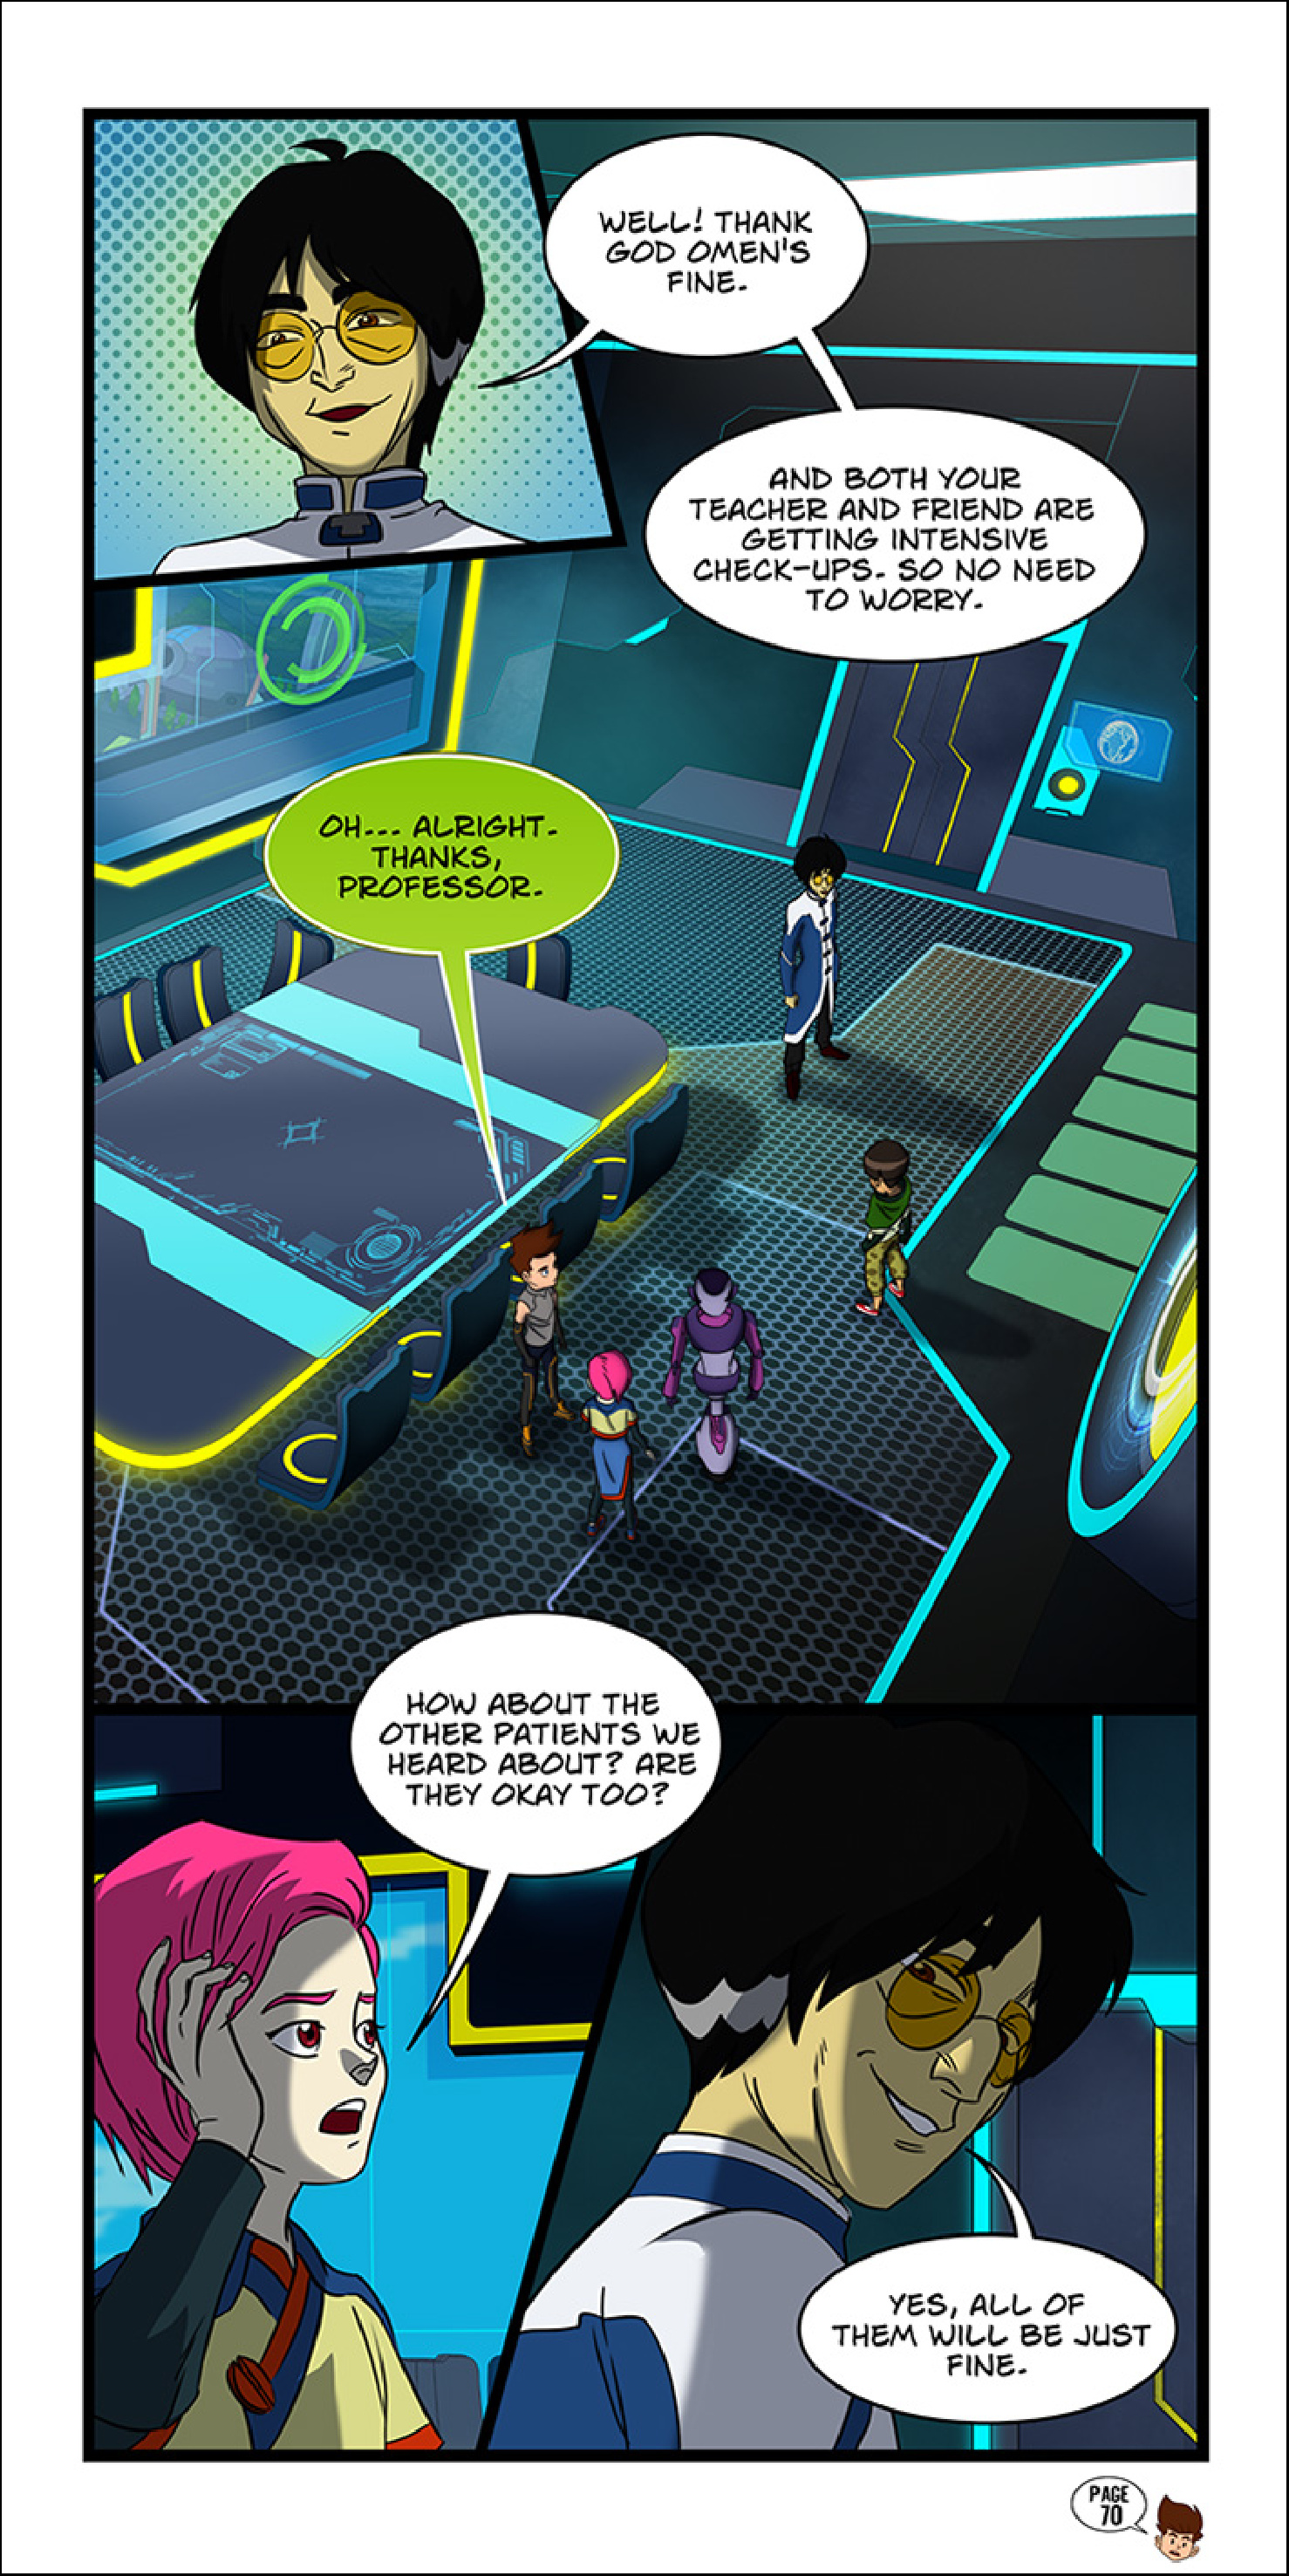 WELL! THANK
GOD OMEN'S
FINE.
AND BOTH YOUR
TEACHER AND FRIEND ARE
GETTING INTENSIVE
CHECK-UPS. SO NO NEED
TO WORRY.
OH... ALRIGHT.
THANKS,
PROFESSOR.
HOW ABOUT THE
OTHER PATIENTS WE
HEARD ABOUT? ARE
THEY OKAY TOO?
YES, ALL OF
THEM WILL BE JUST
FINE.
PAGE
70